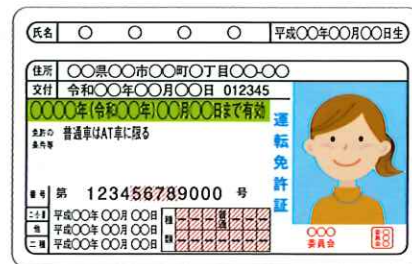 氏名 ○ ○ ○ ○ 平成○○年○○月○○日生
住所 ○○県○○市○○町○丁目○○-○○
交付 令和○○年○○月○○日 012345
○○○○年(令和○○年)○○月○○日まで有効
免許の条件等 普通車はAT車に限る
運転免許証
番号 第 123456789000 号
二・小・原 平成○○年○○月○○日
他 平成○○年○○月○○日
二種 平成○○年○○月○○日
種類 普通
○○○
委員会